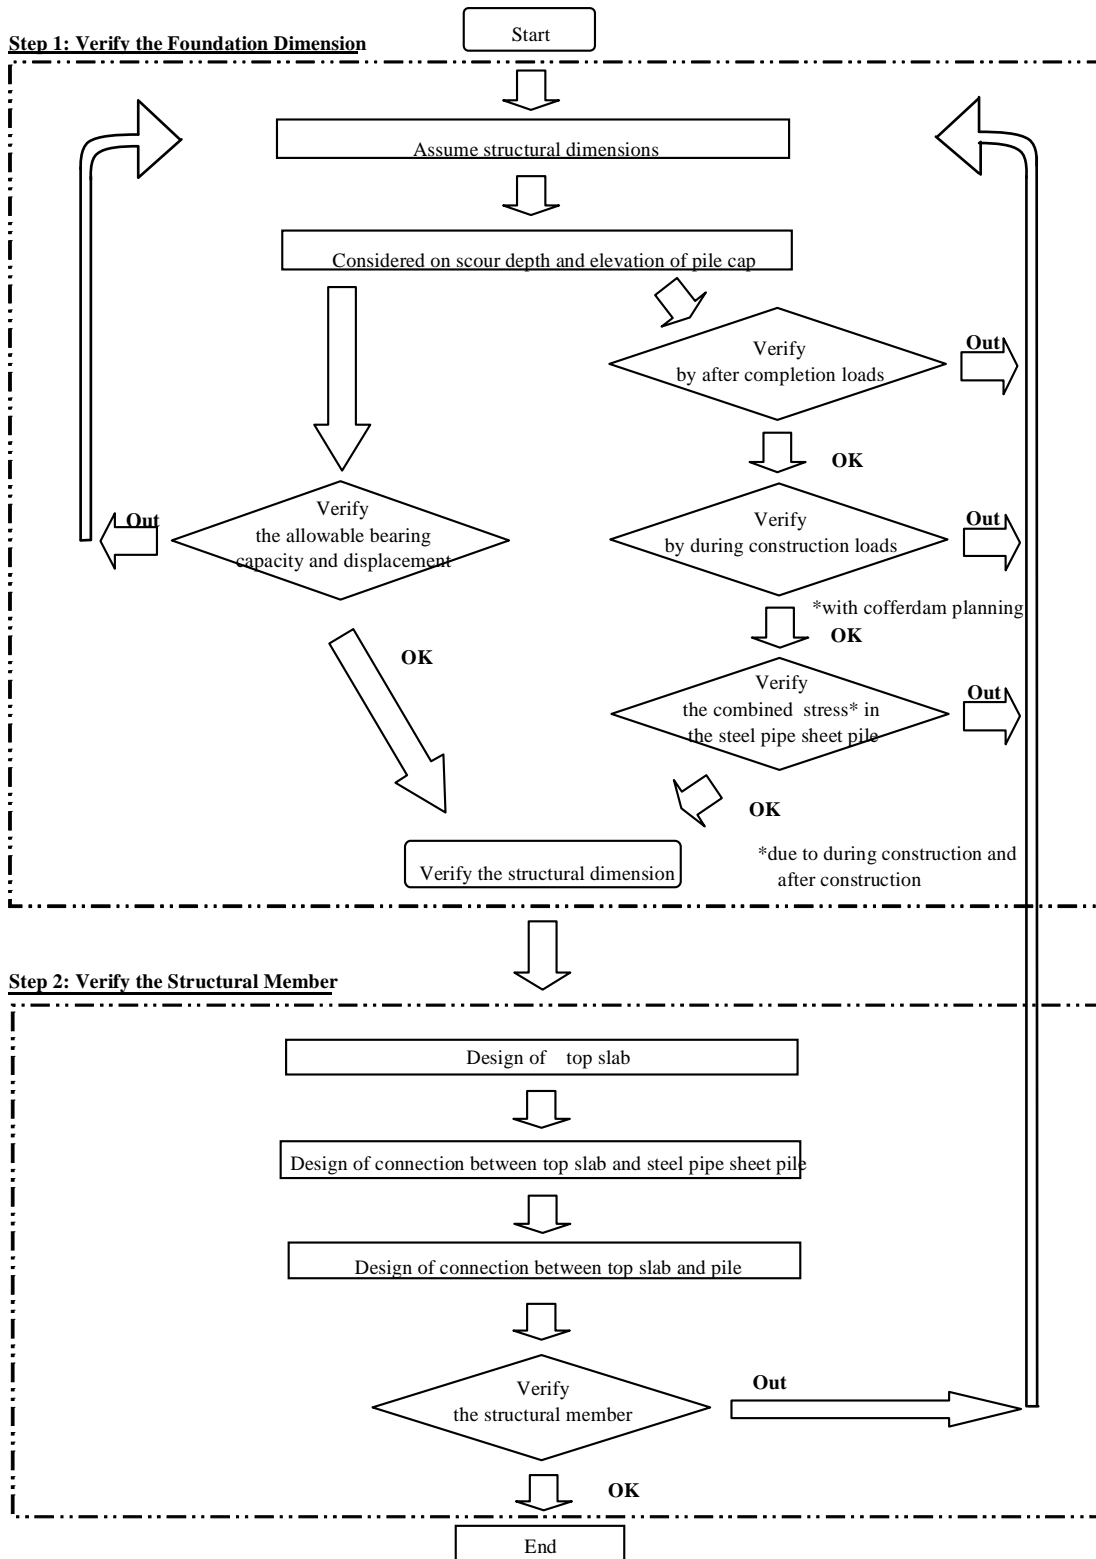 Start
Step 1: Verify the Foundation Dimension
Assume structural dimensions
Considered on scour depth and elevation of pile cap
Verify
by after completion loads
Out
OK
Verify
the allowable bearing
capacity and displacement
Out
Verify
by during construction loads
Out
*with cofferdam planning
OK
OK
Verify
the combined stress* in
the steel pipe sheet pile
Out
OK
Verify the structural dimension
*due to during construction and
after construction
Step 2: Verify the Structural Member
Design of top slab
Design of connection between top slab and steel pipe sheet pile
Design of connection between top slab and pile
Verify
the structural member
Out
OK
End